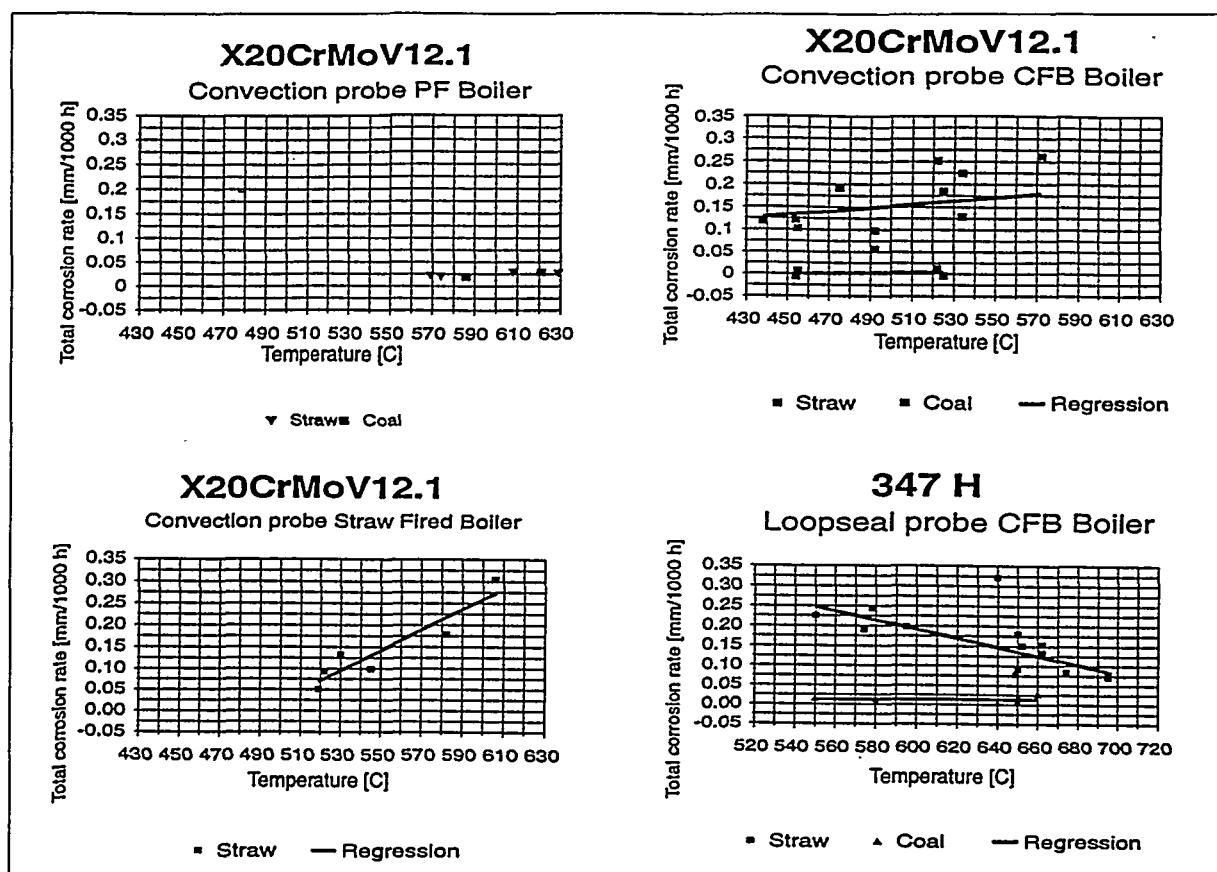 X20CrMoV12.1
Convection probe PF Boiler
Total corrosion rate [mm/1000 h]
0.35
0.3
0.25
0.2
0.15
0.1
0.05
0
-0.05
430 450 470 490 510 530 550 570 590 610 630
Temperature [C]
Straw Coal
X20CrMoV12.1
Convection probe CFB Boiler
Total corrosion rate [mm/1000 h]
0.35
0.3
0.25
0.2
0.15
0.1
0.05
0
-0.05
430 450 470 490 510 530 550 570 590 610 630
Temperature [C]
Straw Coal Regression
X20CrMoV12.1
Convection probe Straw Fired Boiler
Total corrosion rate [mm/1000 h]
0.35
0.30
0.25
0.20
0.15
0.10
0.05
0.00
-0.05
430 450 470 490 510 530 550 570 590 610 630
Temperature [C]
Straw Regression
347 H
Loopseal probe CFB Boiler
Total corrosion rate [mm/1000 h]
0.35
0.30
0.25
0.20
0.15
0.10
0.05
0.00
-0.05
520 540 560 580 600 620 640 660 680 700 720
Temperature [C]
Straw Coal Regression